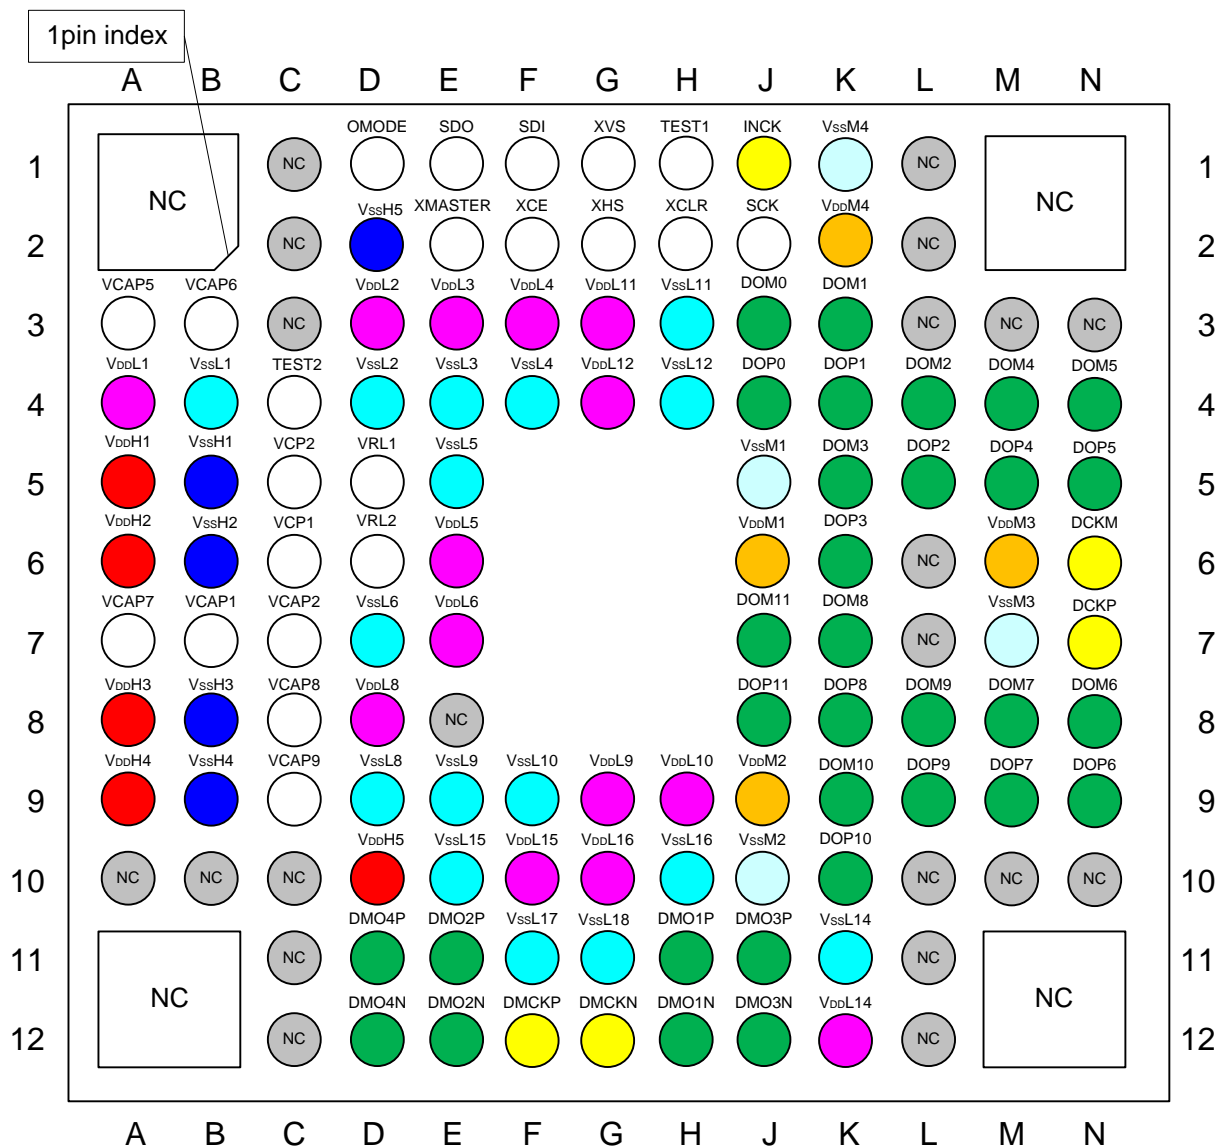 1pin index
A B C D E F G H J K L M N
OMODE SDO SDI XVS TEST1 INCK VssM4
1 NC NC NC NC 1
VssH5 XMASTER XCE XHS XCLR SCK VDDM4
2 NC NC 2
VCAP5 VCAP6 VDDL2 VDDL3 VDDL4 VDDL11 VssL11 DOM0 DOM1
3 NC NC NC NC 3
VDDL1 VssL1 TEST2 VssL2 VssL3 VssL4 VDDL12 VssL12 DOP0 DOP1 DOM2 DOM4 DOM5
4 4
VDDH1 VssH1 VCP2 VRL1 VssL5 VssM1 DOM3 DOP2 DOP4 DOP5
5 5
VDDH2 VssH2 VCP1 VRL2 VDDL5 VDDM1 DOP3 VDDM3 DCKM
6 NC 6
VCAP7 VCAP1 VCAP2 VssL6 VDDL6 DOM11 DOM8 VssM3 DCKP
7 NC 7
VDDH3 VssH3 VCAP8 VDDL8 DOP11 DOP8 DOM9 DOM7 DOM6
8 NC 8
VDDH4 VssH4 VCAP9 VssL8 VssL9 VssL10 VDDL9 VDDL10 VDDM2 DOM10 DOP9 DOP7 DOP6
9 9
VDDH5 VssL15 VDDL15 VDDL16 VssL16 VssM2 DOP10
10 NC NC NC NC NC NC 10
DMO4P DMO2P VssL17 VssL18 DMO1P DMO3P VssL14
11 NC NC NC NC 11
DMO4N DMO2N DMCKP DMCKN DMO1N DMO3N VDDL14
12 NC NC 12
A B C D E F G H J K L M N